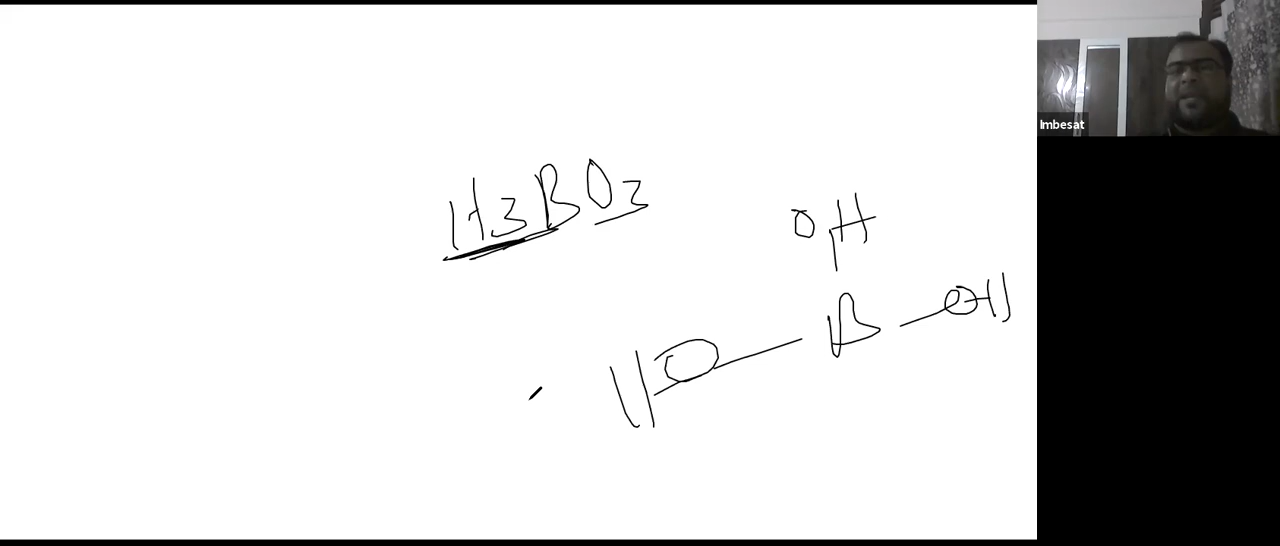 Imbesat
H3BO3
OH
HO — B — OH